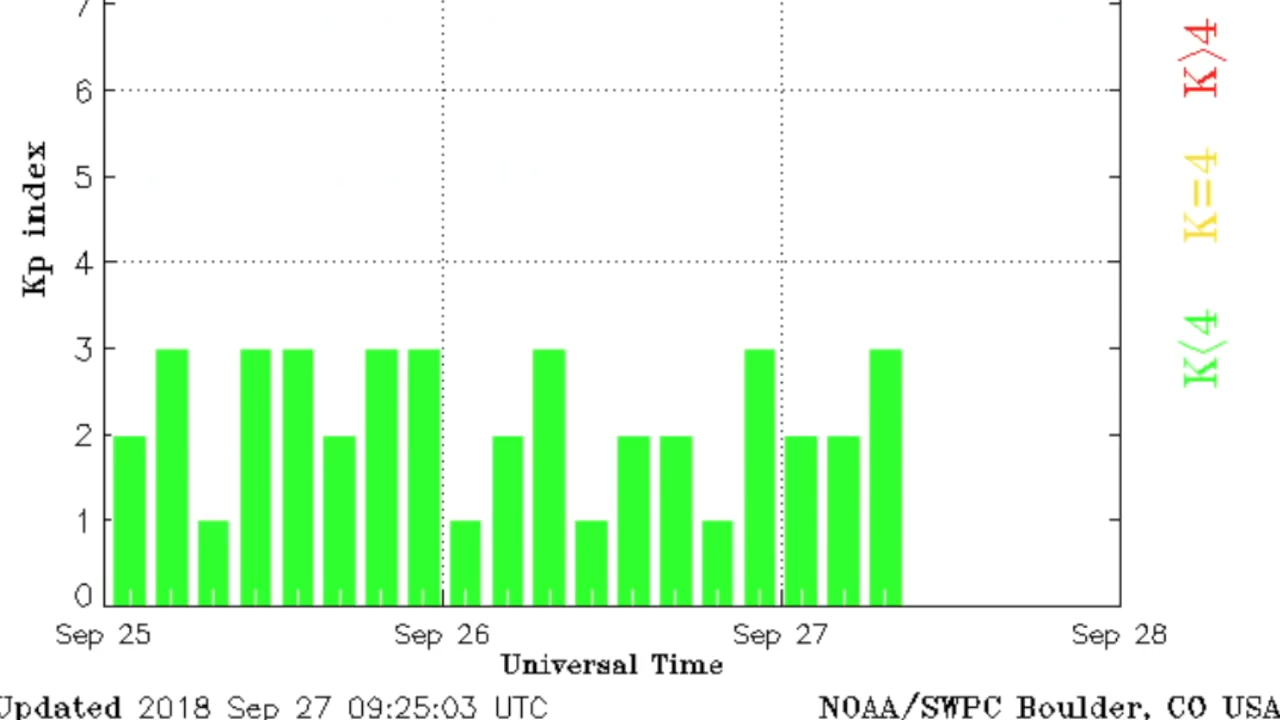 7
6
5
4
3
2
1
0
Kp index
K>4
K=4
K<4
Sep 25 Sep 26 Sep 27 Sep 28
Universal Time
Updated 2018 Sep 27 09:25:03 UTC
NOAA/SWPC Boulder, CO USA